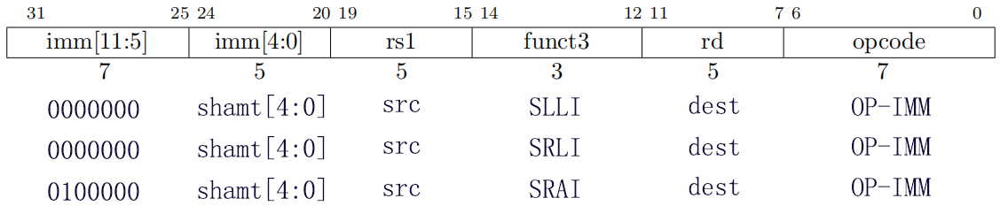 31 25 24 20 19 15 14 12 11 7 6 0
imm[11:5] imm[4:0] rs1 funct3 rd opcode
7 5 5 3 5 7
0000000 shamt[4:0] src SLLI dest OP-IMM
0000000 shamt[4:0] src SRLI dest OP-IMM
0100000 shamt[4:0] src SRAI dest OP-IMM